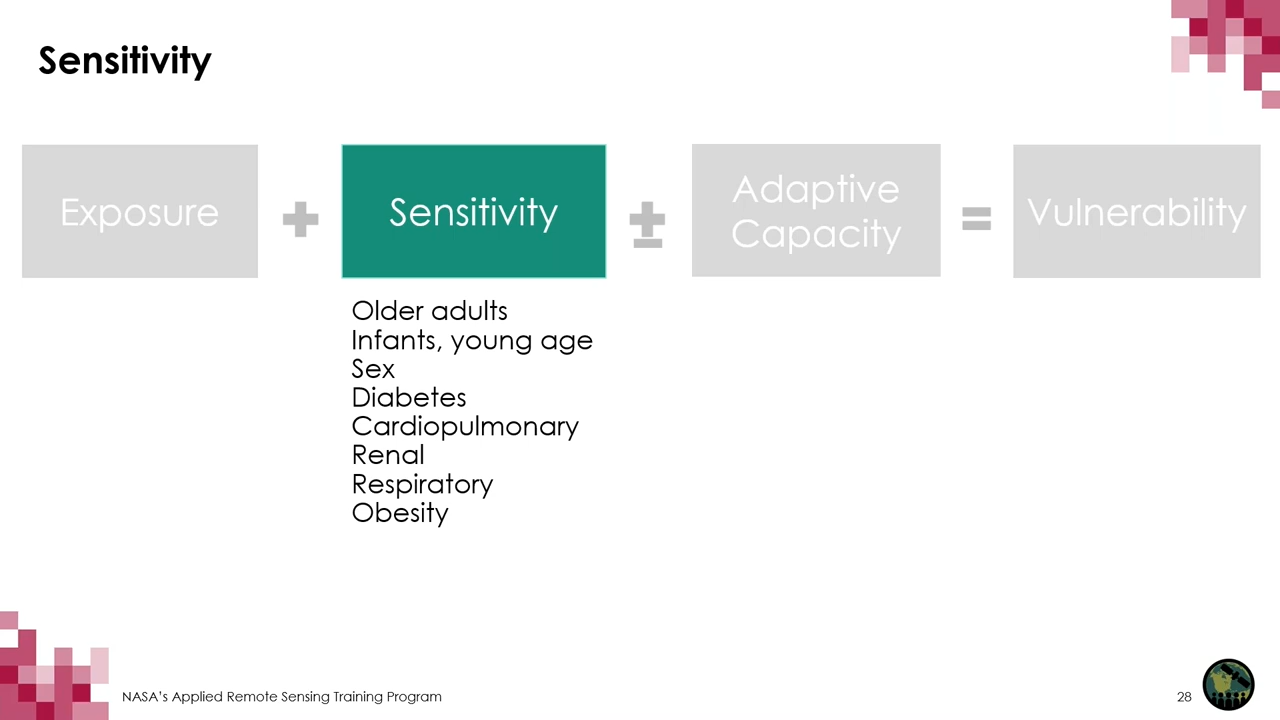 Sensitivity
Exposure
+
Sensitivity
±
Adaptive
Capacity
=
Vulnerability
Older adults
Infants, young age
Sex
Diabetes
Cardiopulmonary
Renal
Respiratory
Obesity
NASA’s Applied Remote Sensing Training Program
28